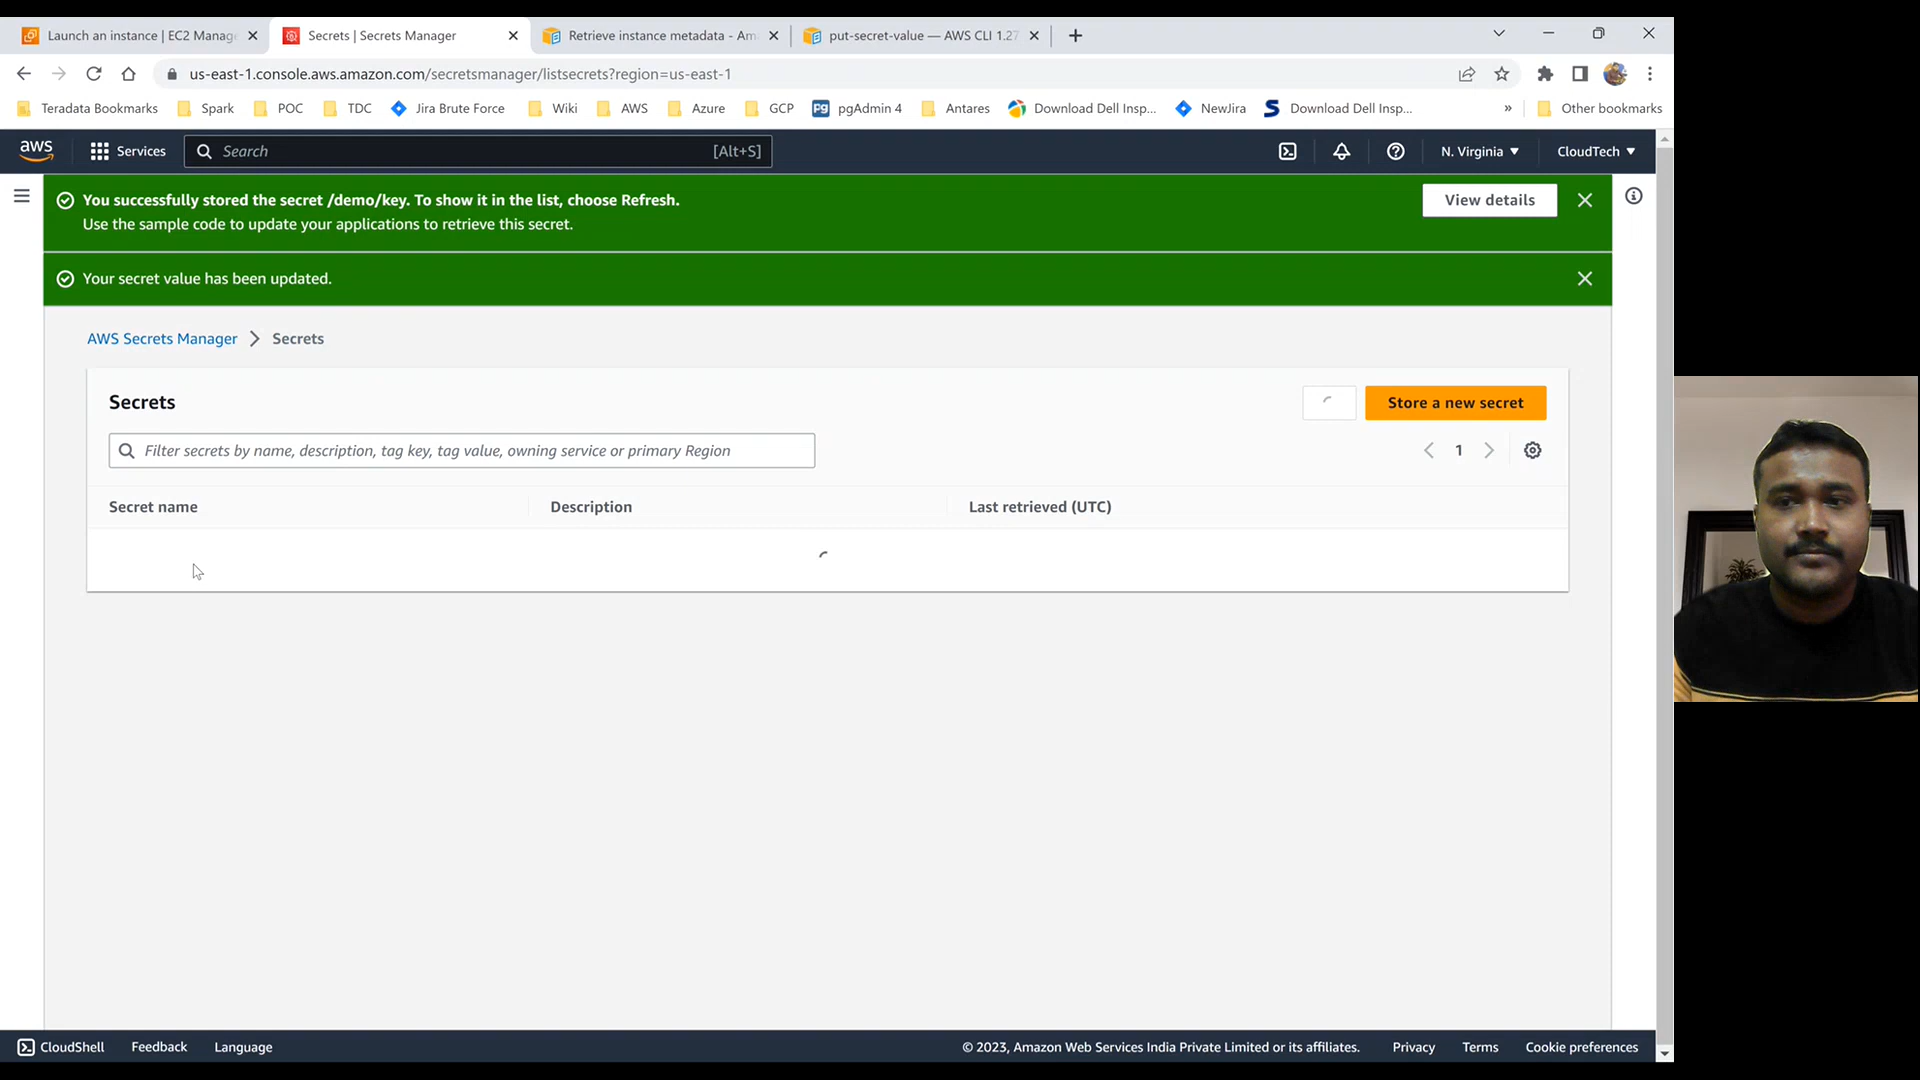 Launch an instance | EC2 Manag
Secrets | Secrets Manager
Retrieve instance metadata - Am
put-secret-value — AWS CLI 1.27
us-east-1.console.aws.amazon.com/secretsmanager/listsecrets?region=us-east-1
Teradata Bookmarks
Spark
POC
TDC
Jira Brute Force
Wiki
AWS
Azure
GCP
pgAdmin 4
Antares
Download Dell Insp...
NewJira
Download Dell Insp...
»
Other bookmarks
aws
Services
Search
[Alt+S]
N. Virginia
CloudTech
You successfully stored the secret /demo/key. To show it in the list, choose Refresh.
View details
Use the sample code to update your applications to retrieve this secret.
Your secret value has been updated.
AWS Secrets Manager
Secrets
Secrets
Store a new secret
Filter secrets by name, description, tag key, tag value, owning service or primary Region
1
Secret name
Description
Last retrieved (UTC)
CloudShell
Feedback
Language
© 2023, Amazon Web Services India Private Limited or its affiliates.
Privacy
Terms
Cookie preferences